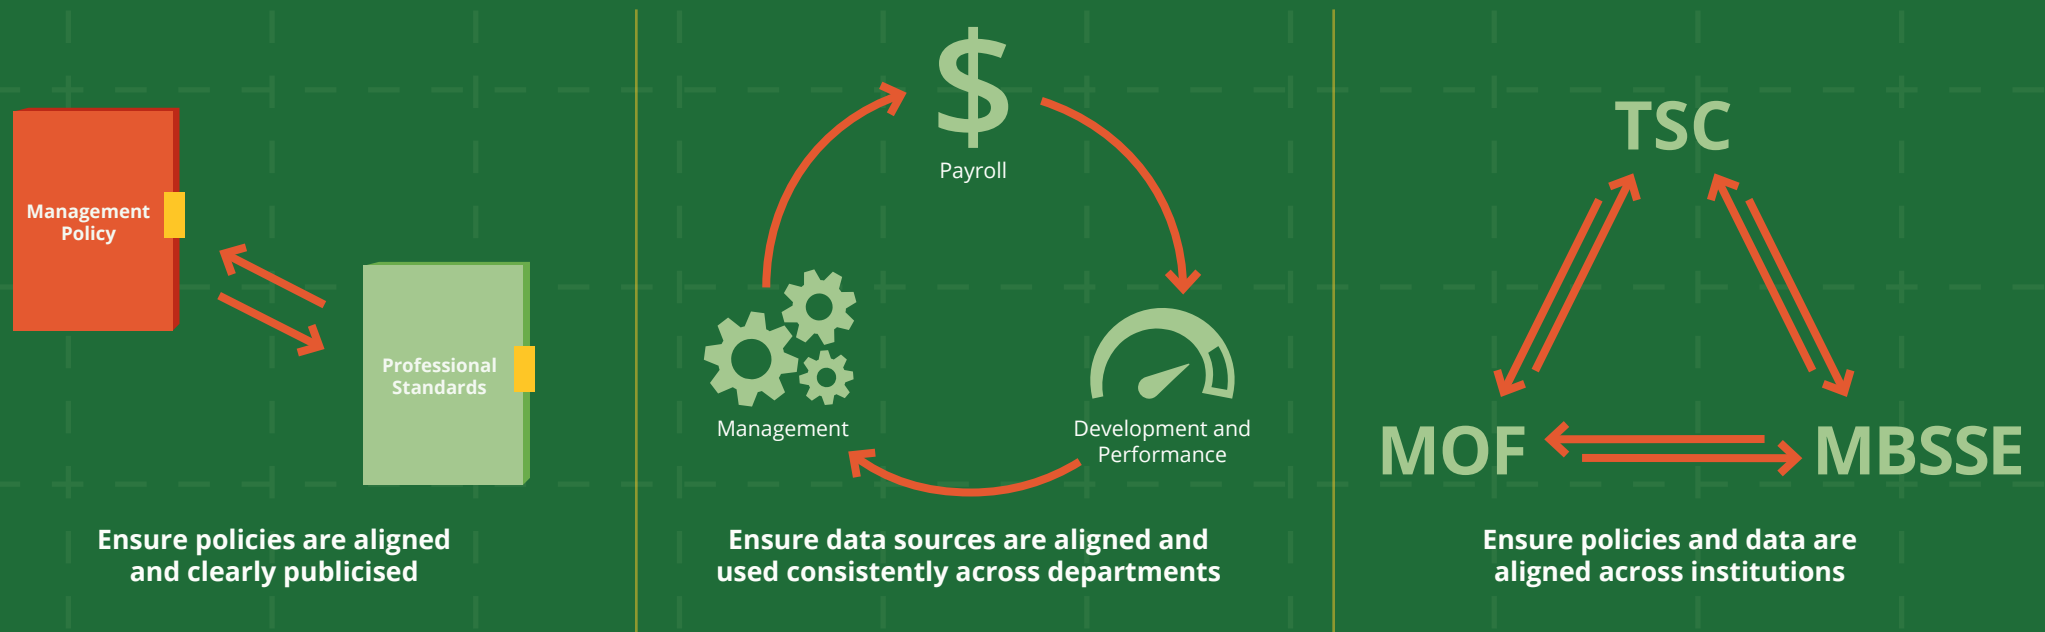 Management
Policy
Professional
Standards
Ensure policies are aligned
and clearly publicised
$
Payroll
Management
Development and
Performance
Ensure data sources are aligned and
used consistently across departments
TSC
MOF
MBSSE
Ensure policies and data are
aligned across institutions